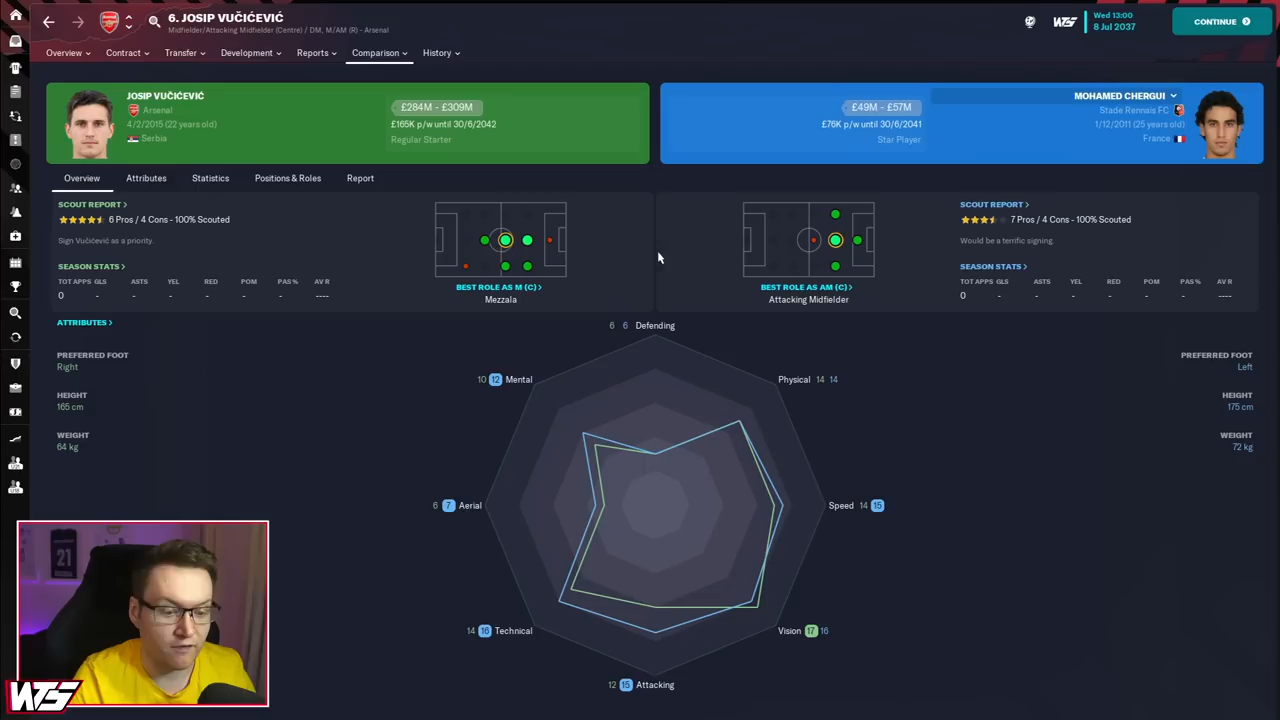 6. JOSIP VUČIĆEVIĆ
Midfielder/Attacking Midfielder (Centre) / DM, M/AM (R) - Arsenal
WTS
Wed 13:00
8 Jul 2037
CONTINUE
Overview
Contract
Transfer
Development
Reports
Comparison
History
JOSIP VUČIĆEVIĆ
Arsenal
4/2/2015 (22 years old)
Serbia
£284M - £309M
£165K p/w until 30/6/2042
Regular Starter
£49M - £57M
£76K p/w until 30/6/2041
Star Player
MOHAMED CHERGUI
Stade Rennais FC
1/12/2011 (25 years old)
France
Overview
Attributes
Statistics
Positions & Roles
Report
SCOUT REPORT >
6 Pros / 4 Cons - 100% Scouted
Sign Vučićević as a priority.
SEASON STATS >
TOT APPS GLS ASTS YEL RED POM PAS % AV R
0 - - - - - - ----
BEST ROLE AS M (C) >
Mezzala
BEST ROLE AS AM (C) >
Attacking Midfielder
SCOUT REPORT >
7 Pros / 4 Cons - 100% Scouted
Would be a terrific signing.
SEASON STATS >
TOT APPS GLS ASTS YEL RED POM PAS % AV R
0 - - - - - - ----
ATTRIBUTES >
PREFERRED FOOT
Right
HEIGHT
165 cm
WEIGHT
64 kg
6 6 Defending
10 12 Mental
Physical 14 14
6 7 Aerial
Speed 14 15
14 16 Technical
Vision 17 16
12 15 Attacking
PREFERRED FOOT
Left
HEIGHT
175 cm
WEIGHT
72 kg
21
WTS